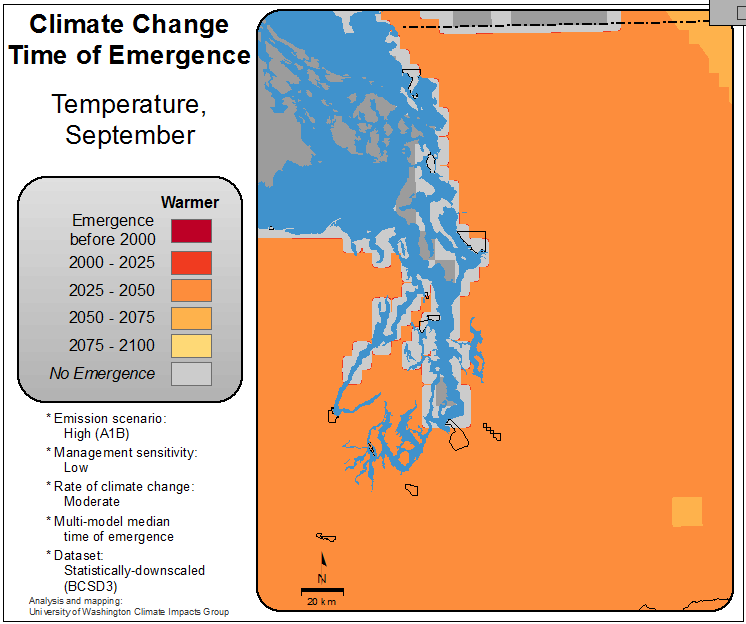 Climate Change
Time of Emergence
Temperature,
September
Warmer
Emergence
before 2000
2000 - 2025
2025 - 2050
2050 - 2075
2075 - 2100
No Emergence
* Emission scenario:
High (A1B)
* Management sensitivity:
Low
* Rate of climate change:
Moderate
* Multi-model median
time of emergence
* Dataset:
Statistically-downscaled
(BCSD3)
Analysis and mapping:
University of Washington Climate Impacts Group
N
20 km